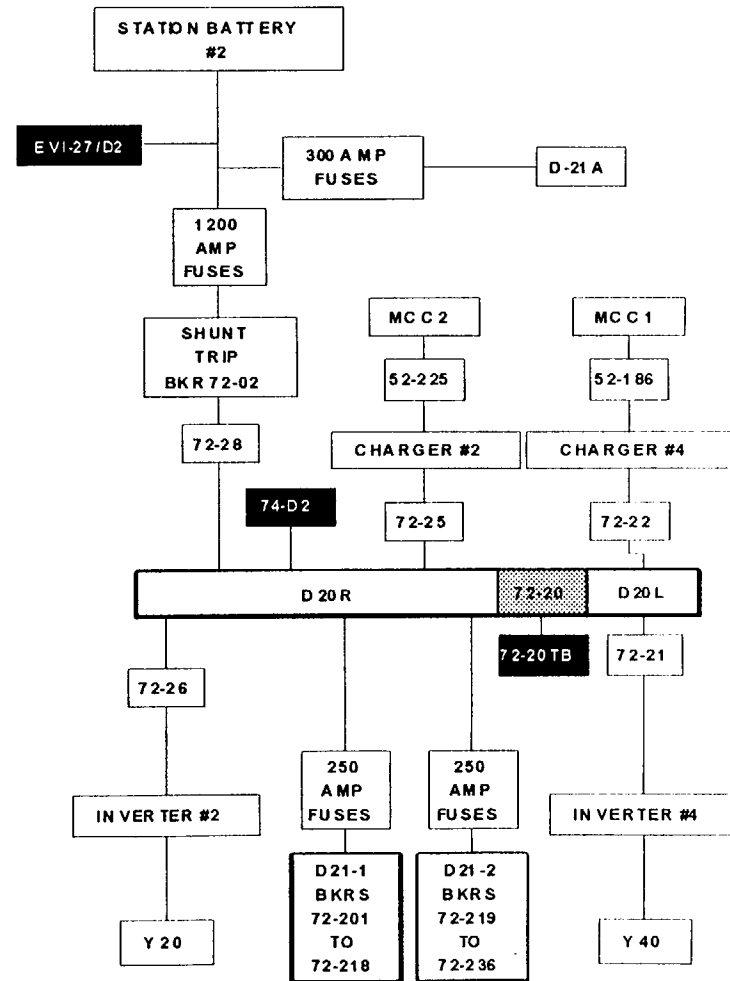 STATION BATTERY
#2
EVI-27/D2
300 AMP
FUSES
D-21A
1200
AMP
FUSES
SHUNT
TRIP
BKR 72-02
MCC 2
MCC 1
52-225
52-186
72-28
CHARGER #2
CHARGER #4
74-D2
72-25
72-22
D20R
72-20
D20L
72-20TB
72-21
72-26
250
AMP
FUSES
250
AMP
FUSES
INVERTER #2
INVERTER #4
D21-1
BKRS
72-201
TO
72-218
D21-2
BKRS
72-219
TO
72-236
Y20
Y40